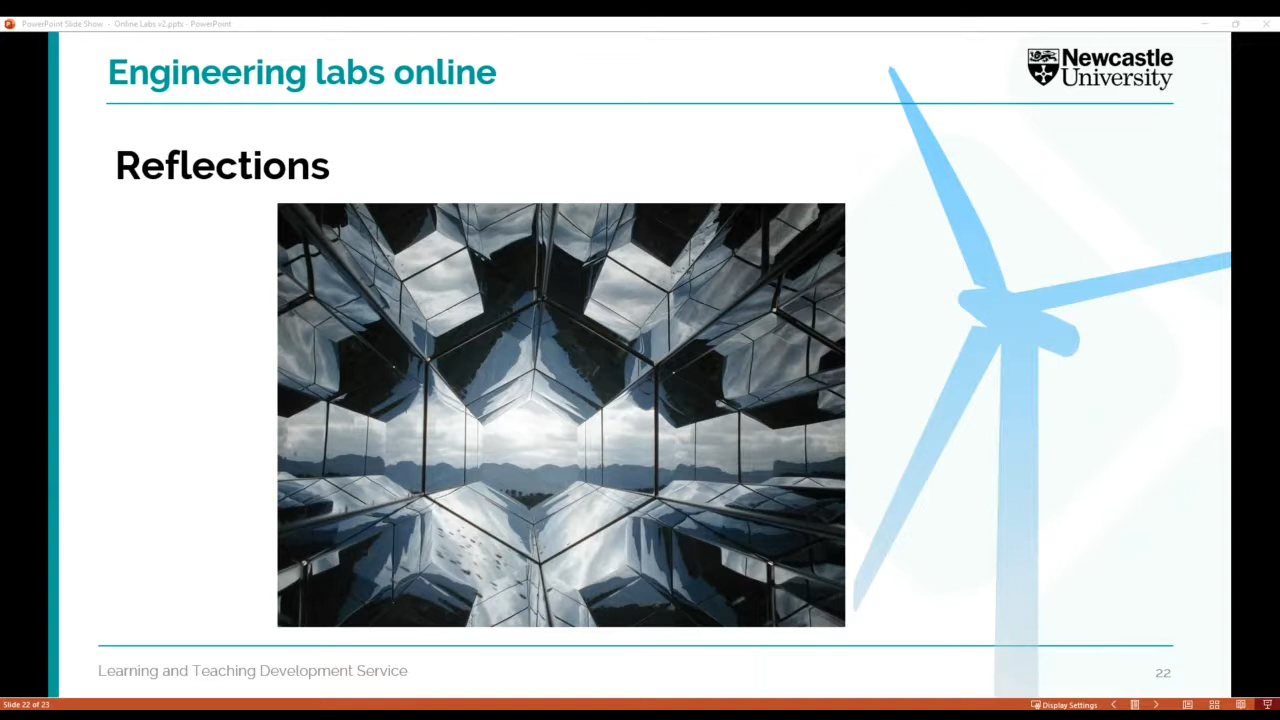 PowerPoint Slide Show - Online Labs v2.pptx - PowerPoint
Engineering labs online
Newcastle
University
Reflections
Learning and Teaching Development Service
22
Slide 22 of 23
Display Settings